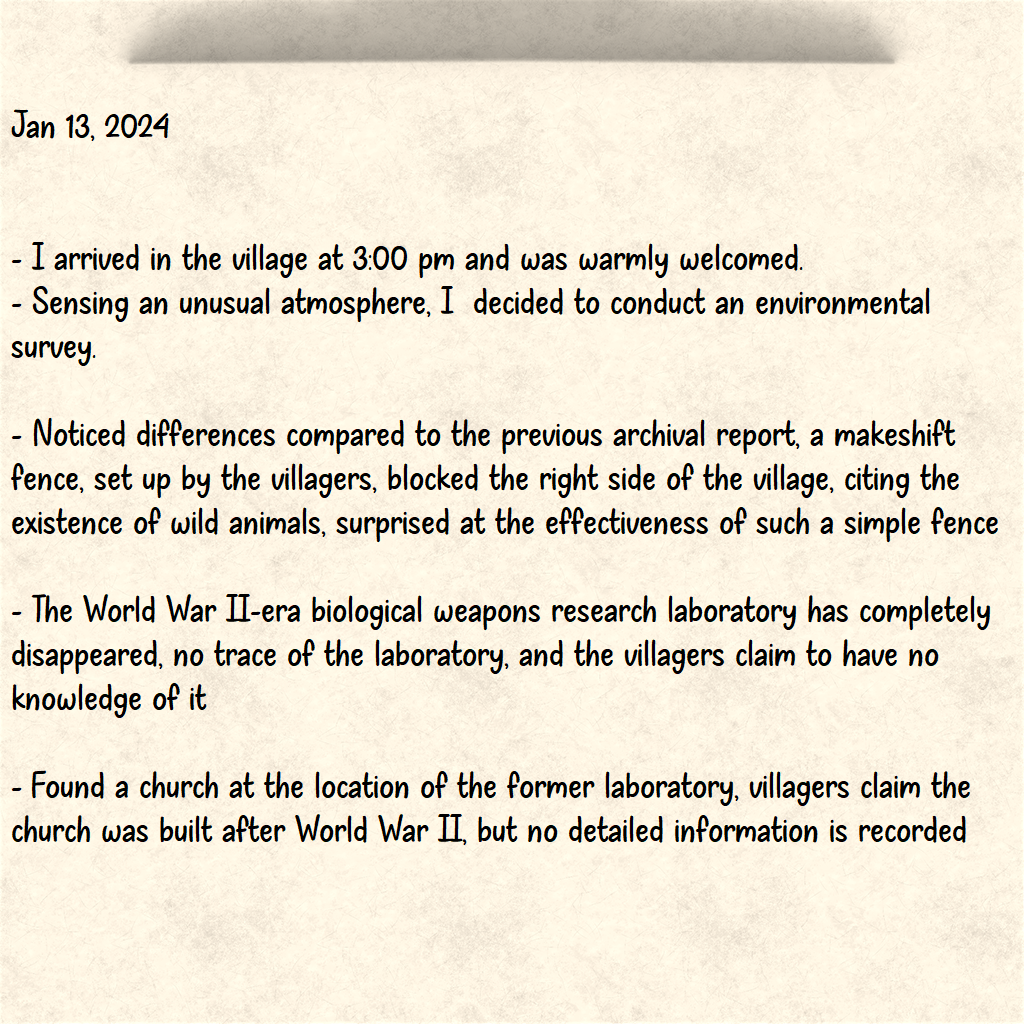 Jan 13, 2024
- I arrived in the village at 3:00 pm and was warmly welcomed.
- Sensing an unusual atmosphere, I  decided to conduct an environmental
survey.
- Noticed differences compared to the previous archival report, a makeshift
fence, set up by the villagers, blocked the right side of the village, citing the
existence of wild animals, surprised at the effectiveness of such a simple fence
- The World War II-era biological weapons research laboratory has completely
disappeared, no trace of the laboratory, and the villagers claim to have no
knowledge of it
- Found a church at the location of the former laboratory, villagers claim the
church was built after World War II, but no detailed information is recorded